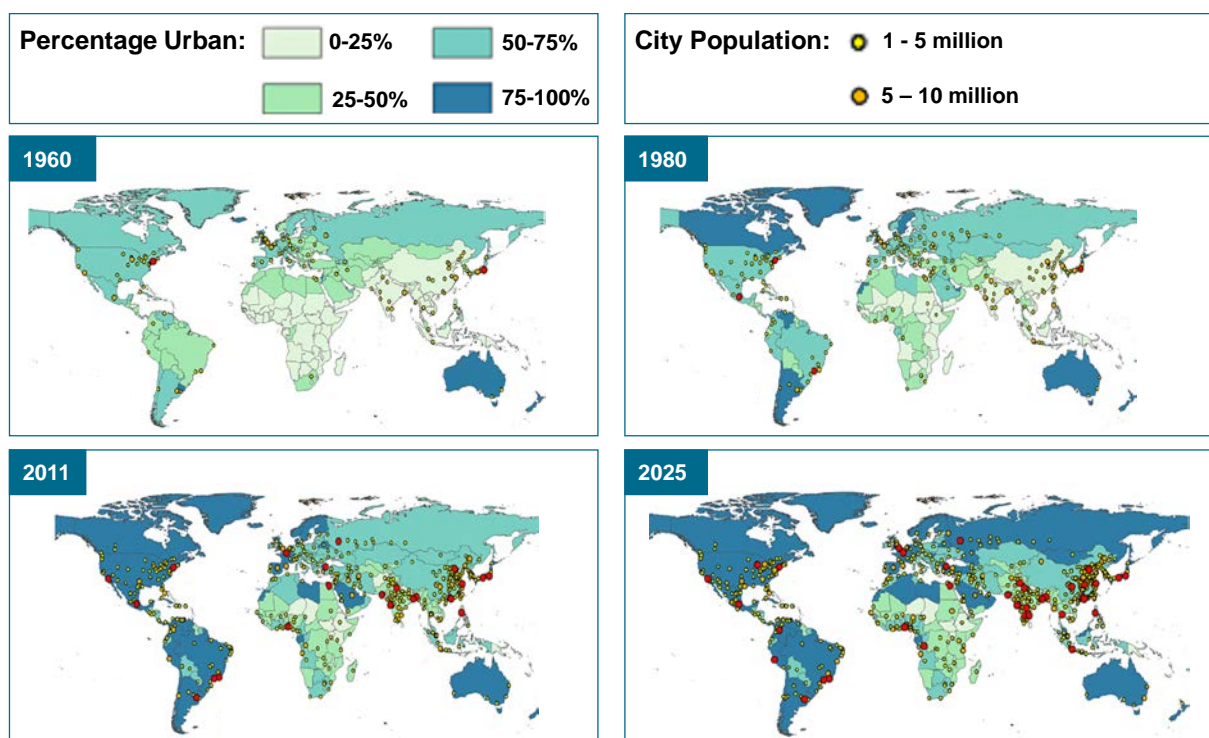 Percentage Urban:
0-25%
50-75%
25-50%
75-100%
City Population:
1 - 5 million
5 – 10 million
1960
1980
2011
2025